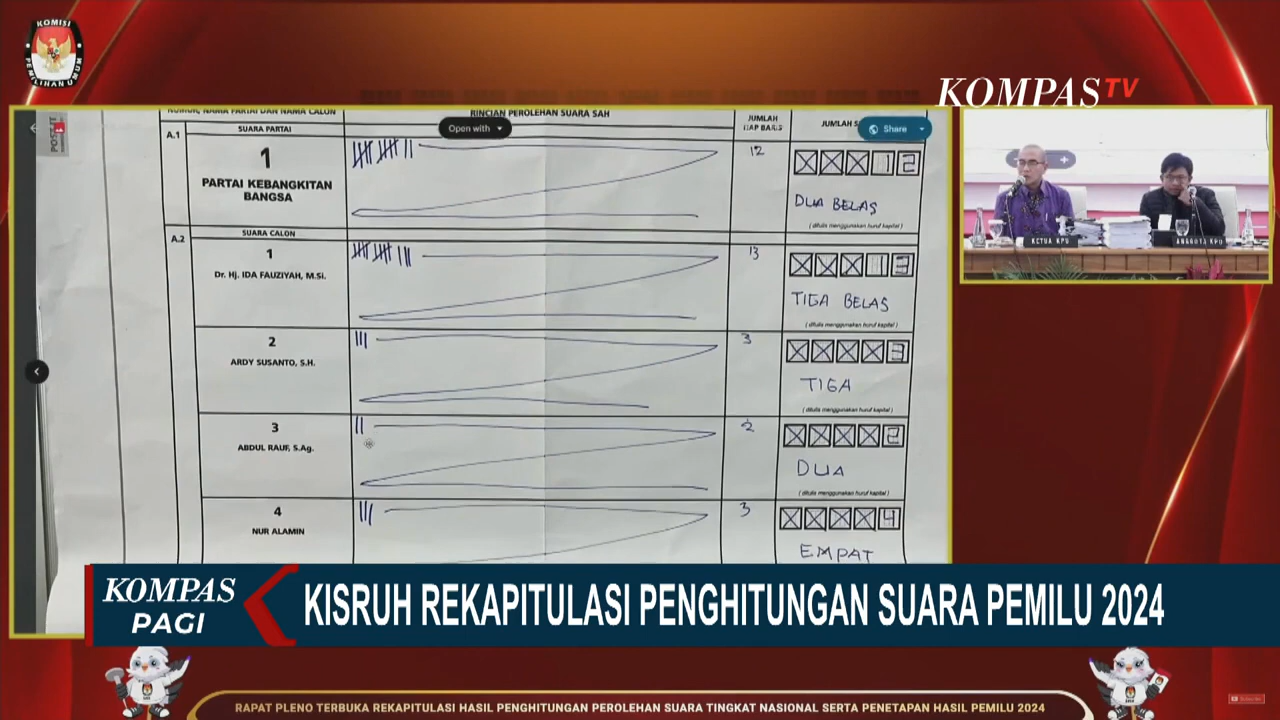 KOMISI
PEMILIHAN UMUM
KOMPASTV
NOMOR, NAMA PARTAI DAN NAMA CALON
RINCIAN PEROLEHAN SUARA SAH
JUMLAH
TIAP BARIS
Open with
Share
A.1
SUARA PARTAI
1
PARTAI KEBANGKITAN
BANGSA
12
12
DUA BELAS
(ditulis menggunakan huruf kapital)
A.2
SUARA CALON
1
Dr. Hj. IDA FAUZIYAH, M.Si.
13
13
TIGA BELAS
(ditulis menggunakan huruf kapital)
2
ARDY SUSANTO, S.H.
3
3
TIGA
(ditulis menggunakan huruf kapital)
3
ABDUL RAUF, S.Ag.
2
2
DUA
(ditulis menggunakan huruf kapital)
4
NUR ALAMIN
3
4
EMPAT
KETUA KPU
ANGGOTA KPU
KOMPAS
PAGI
KISRUH REKAPITULASI PENGHITUNGAN SUARA PEMILU 2024
RAPAT PLENO TERBUKA REKAPITULASI HASIL PENGHITUNGAN PEROLEHAN SUARA TINGKAT NASIONAL SERTA PENETAPAN HASIL PEMILU 2024